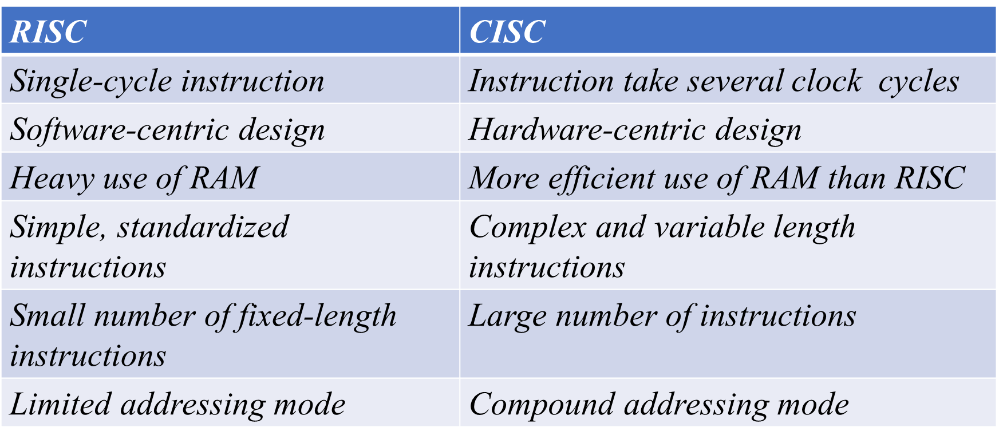 RISC CISC
Single-cycle instruction Instruction take several clock  cycles
Software-centric design Hardware-centric design
Heavy use of RAM More efficient use of RAM than RISC
Simple, standardized Complex and variable length
instructions instructions
Small number of fixed-length Large number of instructions
instructions
Limited addressing mode Compound addressing mode